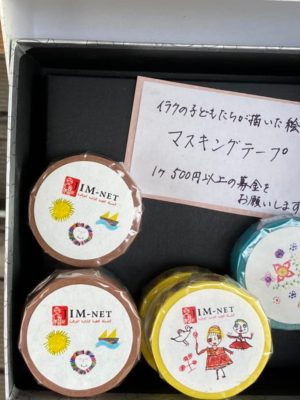 イラクの子どもたちが描いた絵
マスキングテープ
1ケ 500円以上の募金を
お願いします
IM-NET
IM-NET
IM-NET